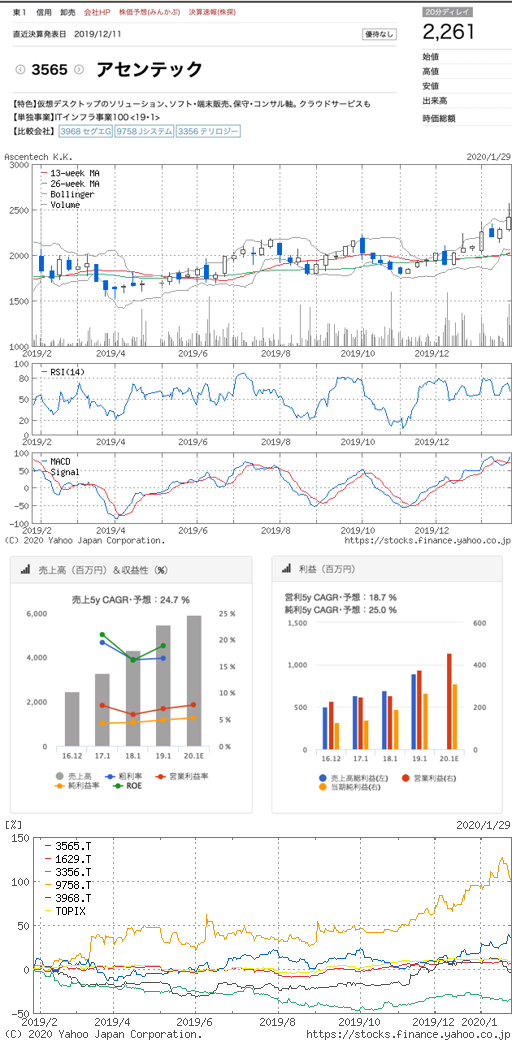 東1 信用 卸売 会社HP 株価予想(みんかぶ) 決算速報(株探)
20分ディレイ
2,261
直近決算発表日 2019/12/11
優待なし
3565 アセンテック
始値
高値
安値
出来高
時価総額
【特色】仮想デスクトップのソリューション、ソフト・端末販売、保守・コンサル軸。クラウドサービスも
【単独事業】ITインフラ事業100<19・1>
【比較会社】 3968 セグエG 9758 Jシステム 3356 テリロジー
Ascentech K.K. 2020/1/29
3000
13-week MA
26-week MA
Bollinger
Volume
2500
2000
1500
1000
2019/2 2019/4 2019/6 2019/8 2019/10 2019/12
100
RSI(14)
80
50
20
0
2019/2 2019/4 2019/6 2019/8 2019/10 2019/12
100
MACD
Signal
50
0
-50
-100
2019/2 2019/4 2019/6 2019/8 2019/10 2019/12
(C) 2020 Yahoo Japan Corporation. https://stocks.finance.yahoo.co.jp
売上高（百万円）＆収益性（%）
売上5y CAGR・予想：24.7 %
6,000 25 %
20 %
4,000
15 %
10 %
2,000
5 %
0 0 %
16.12 17.1 18.1 19.1 20.1E
売上高 粗利率 営業利益率
純利益率 ROE
利益（百万円）
営利5y CAGR・予想：18.7 %
純利5y CAGR・予想：25.0 %
1,500 600
1,000 400
500 200
0 0
16.12 17.1 18.1 19.1 20.1E
売上高総利益(左) 営業利益(右)
当期純利益(右)
[%] 2020/1/29
150
3565.T
1629.T
3356.T
9758.T
3968.T
TOPIX
100
50
0
-50
2019/2 2019/4 2019/6 2019/8 2019/10 2019/12 2020/1
(C) 2020 Yahoo Japan Corporation. https://stocks.finance.yahoo.co.jp